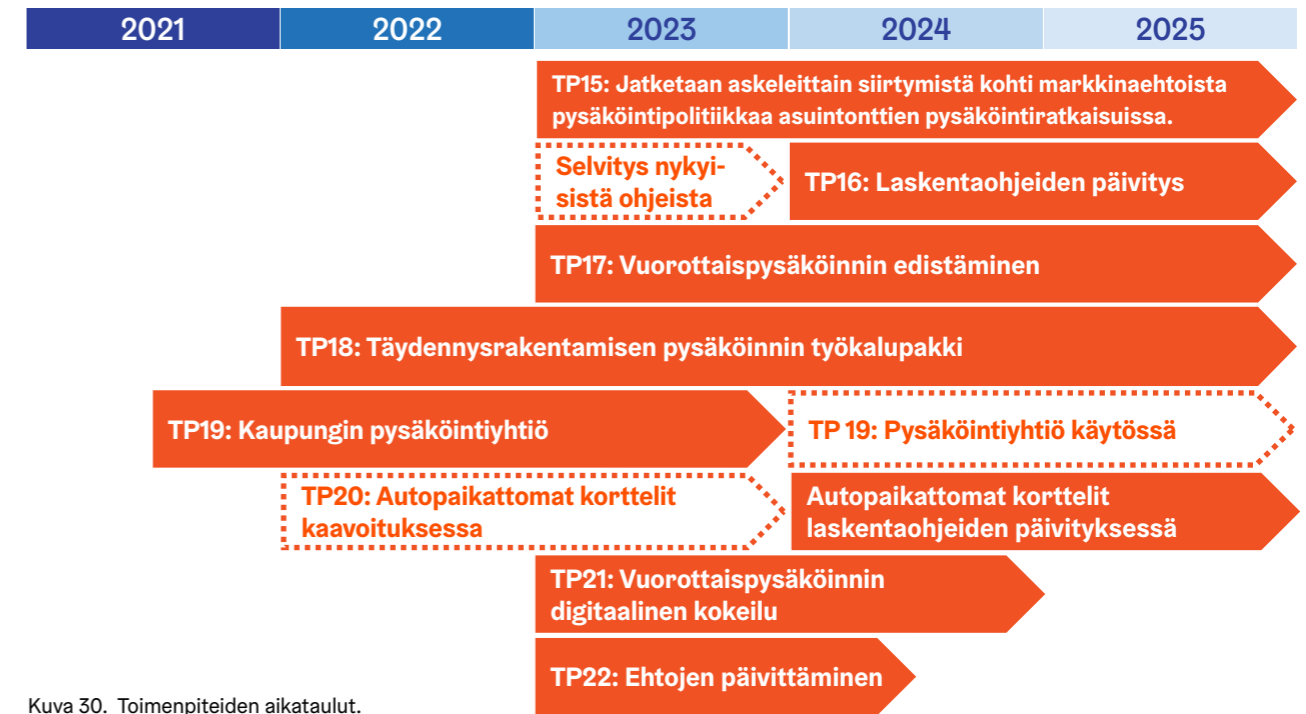 2021 2022 2023 2024 2025
TP15: Jatketaan askeleittain siirtymistä kohti markkinaehtoista
pysäköintipolitiikkaa asuintonttien pysäköintiratkaisuissa.
Selvitys nykyi-
sistä ohjeista
TP16: Laskentaohjeiden päivitys
TP17: Vuorottaispysäköinnin edistäminen
TP18: Täydennysrakentamisen pysäköinnin työkalupakki
TP19: Kaupungin pysäköintiyhtiö
TP 19: Pysäköintiyhtiö käytössä
TP20: Autopaikattomat korttelit
kaavoituksessa
Autopaikattomat korttelit
laskentaohjeiden päivityksessä
TP21: Vuorottaispysäköinnin
digitaalinen kokeilu
TP22: Ehtojen päivittäminen
Kuva 30. Toimenpiteiden aikataulut.